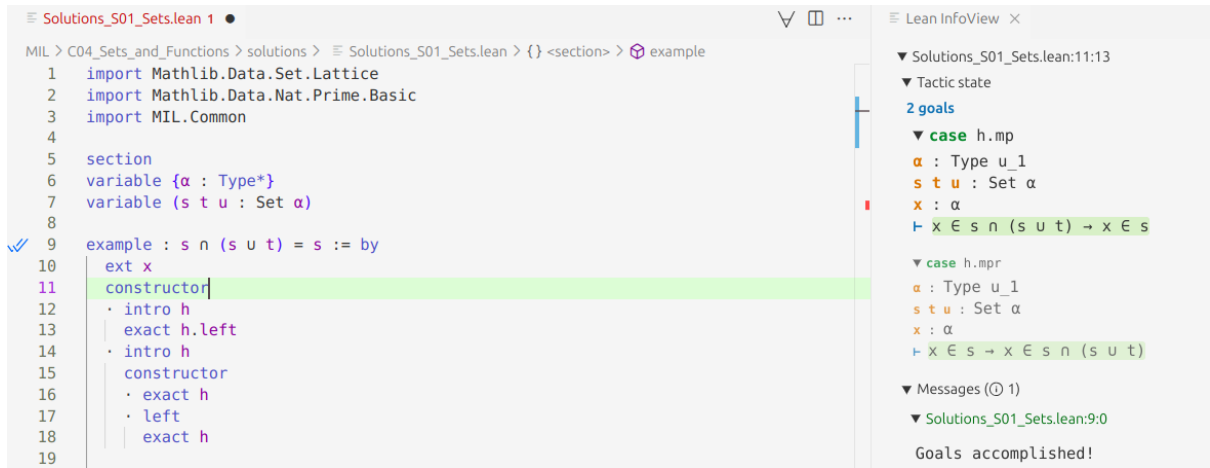 Solutions_S01_Sets.lean 1
MIL > C04_Sets_and_Functions > solutions > Solutions_S01_Sets.lean > {} <section> > example
1 import Mathlib.Data.Set.Lattice
2 import Mathlib.Data.Nat.Prime.Basic
3 import MIL.Common
4
5 section
6 variable {α : Type*}
7 variable (s t u : Set α)
8
9 example : s ∩ (s ∪ t) = s := by
10 ext x
11 constructor
12 · intro h
13 exact h.left
14 · intro h
15 constructor
16 · exact h
17 · left
18 exact h
19
Lean InfoView
Solutions_S01_Sets.lean:11:13
Tactic state
2 goals
case h.mp
α : Type u_1
s t u : Set α
x : α
⊢ x ∈ s ∩ (s ∪ t) → x ∈ s
case h.mpr
α : Type u_1
s t u : Set α
x : α
⊢ x ∈ s → x ∈ s ∩ (s ∪ t)
Messages (ⓘ 1)
Solutions_S01_Sets.lean:9:0
Goals accomplished!